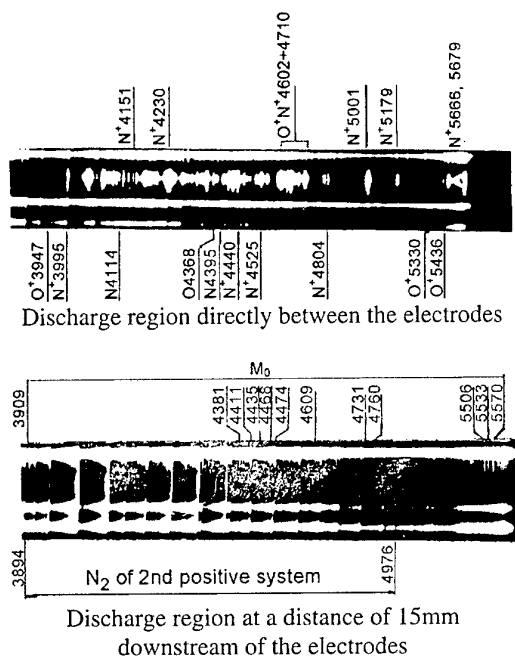 N⁺4151
N⁺4230
O⁺N⁺4602+4710
N⁺5001
N⁺5179
N⁺5666, 5679
O⁺3947
N⁺3995
N4114
O4368
N4395
N⁺4440
N⁺4525
N⁺4804
O⁺5330
O⁺5436
Discharge region directly between the electrodes
M₀
3909
4381
4411
4435
4468
4474
4609
4731
4760
5506
5533
5570
3894
N₂ of 2nd positive system
4976
Discharge region at a distance of 15mm
downstream of the electrodes